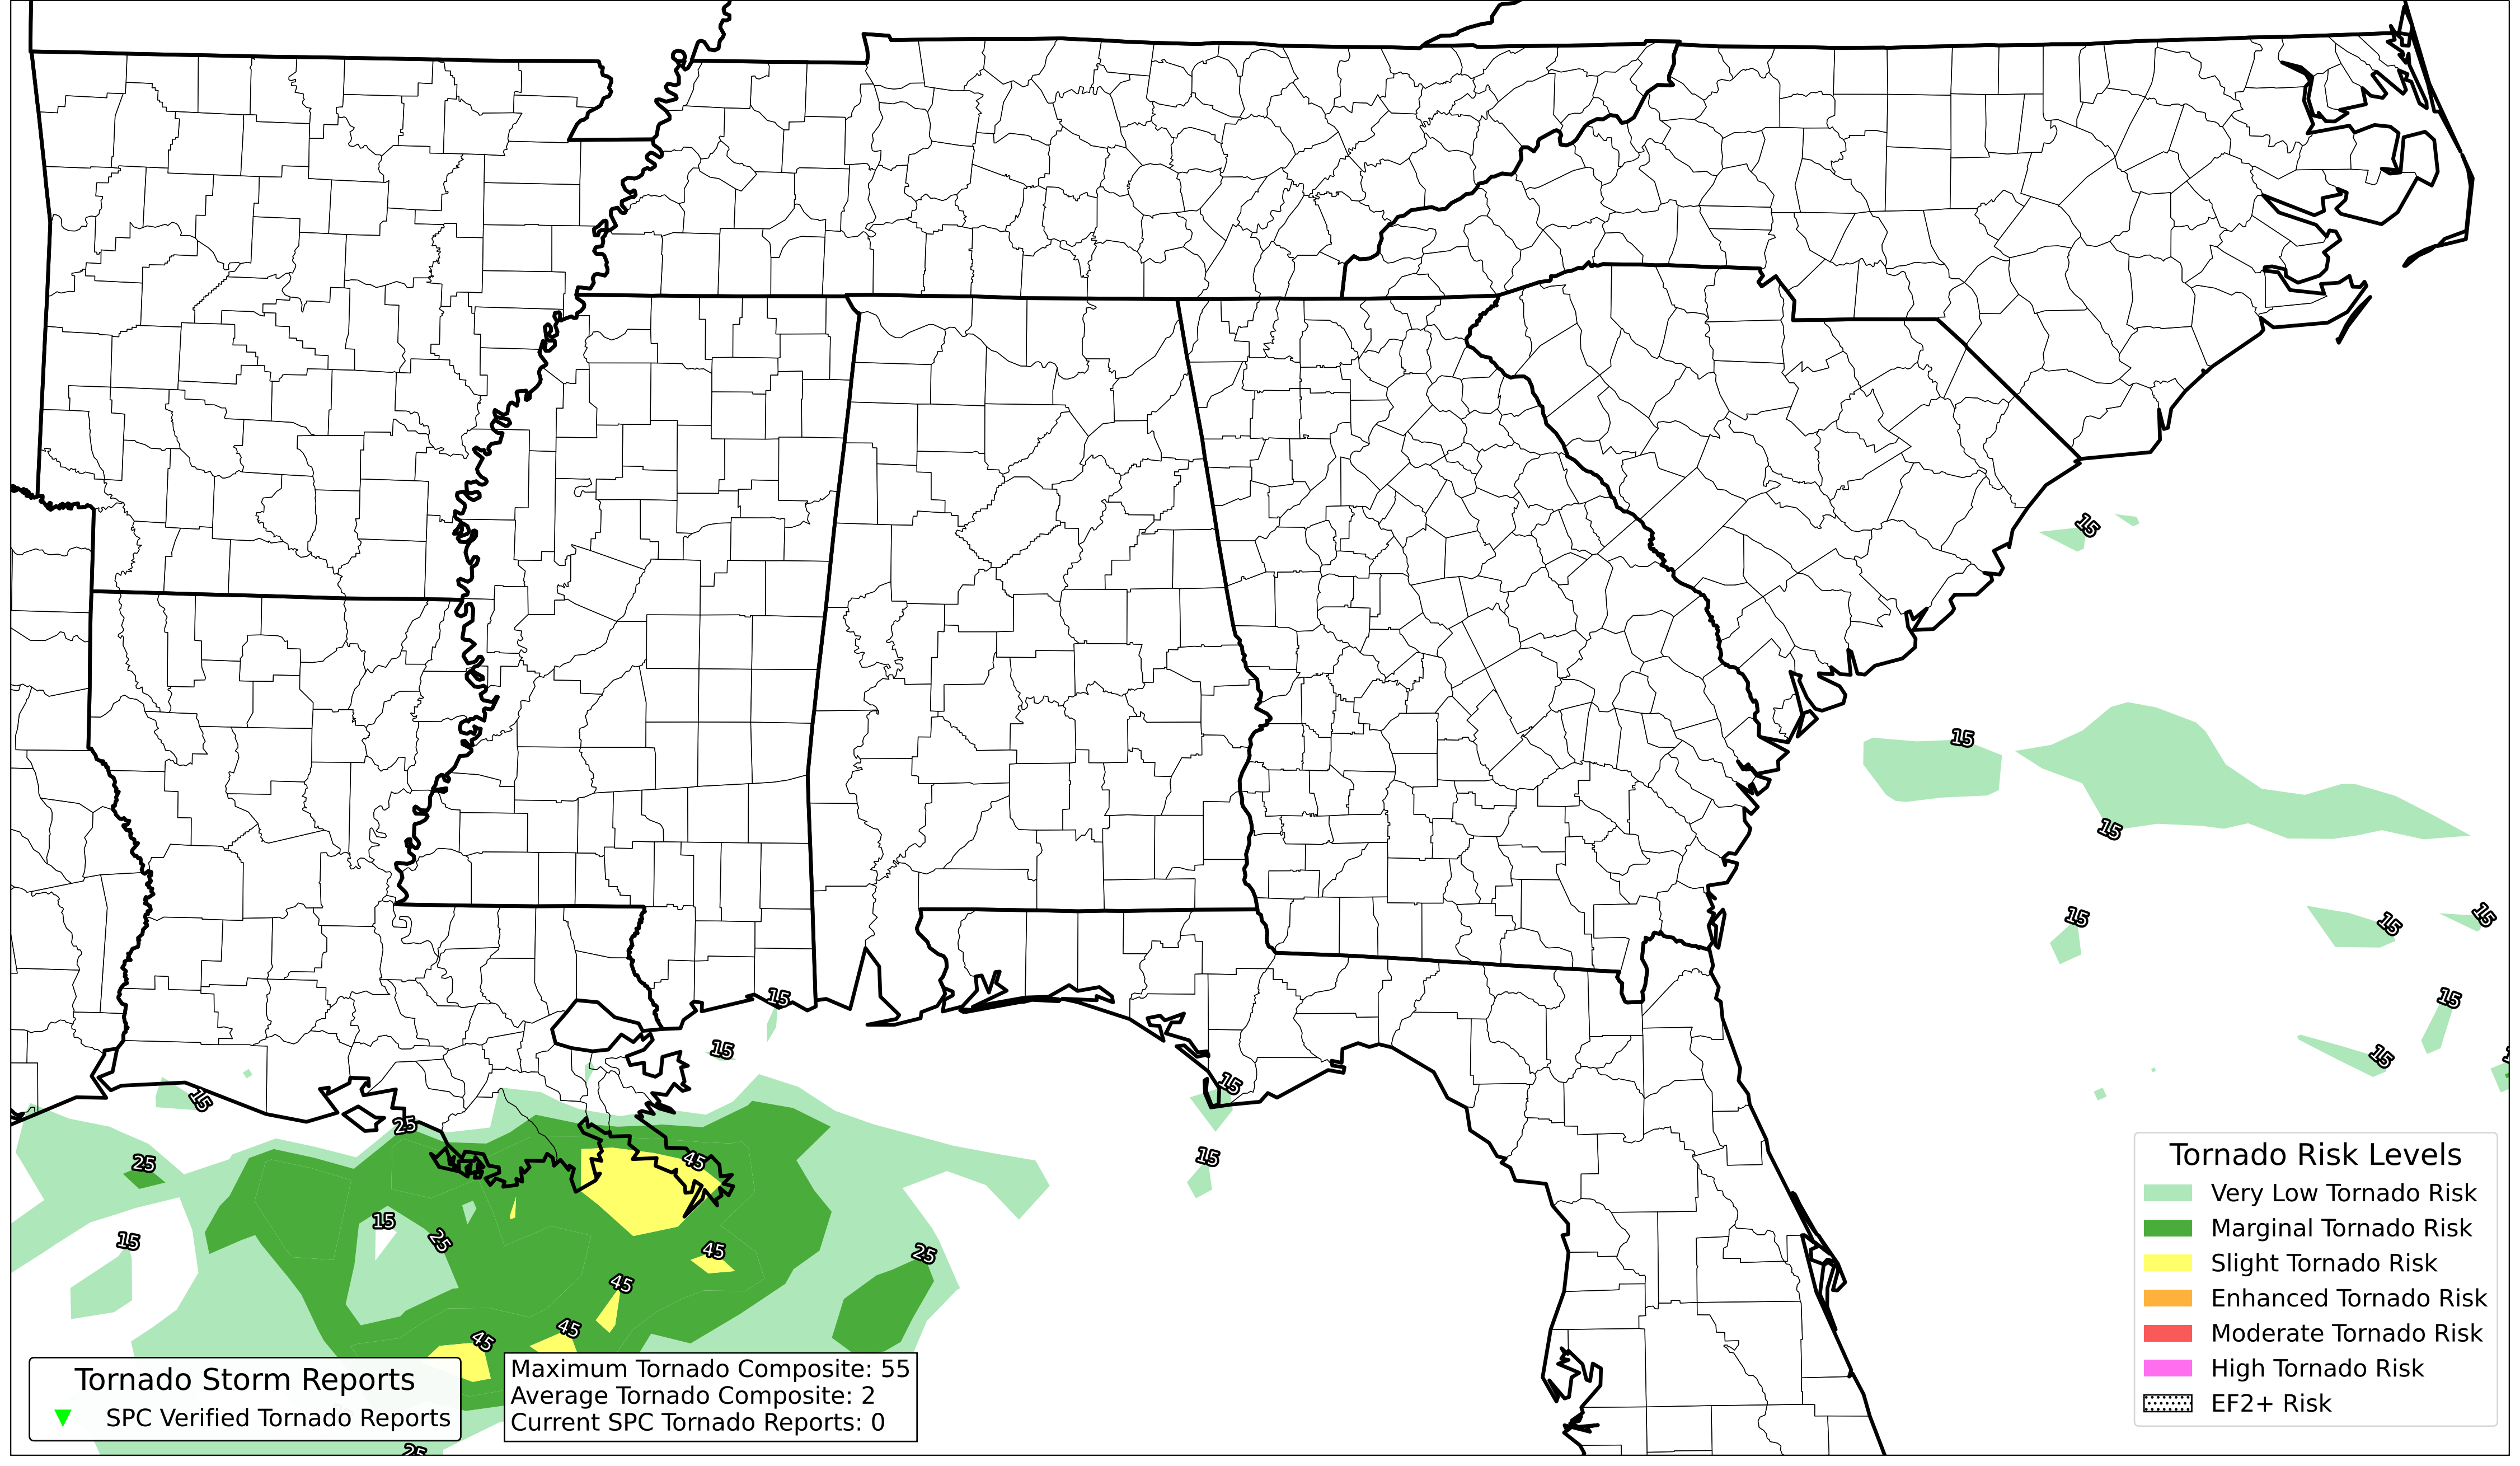 15
15
15
15
15
15
15
15
15
15
15
15
15
25
45
25
15
15
15
25
45
25
45
45
45
25
Tornado Storm Reports
SPC Verified Tornado Reports
Maximum Tornado Composite: 55
Average Tornado Composite: 2
Current SPC Tornado Reports: 0
Tornado Risk Levels
Very Low Tornado Risk
Marginal Tornado Risk
Slight Tornado Risk
Enhanced Tornado Risk
Moderate Tornado Risk
High Tornado Risk
EF2+ Risk